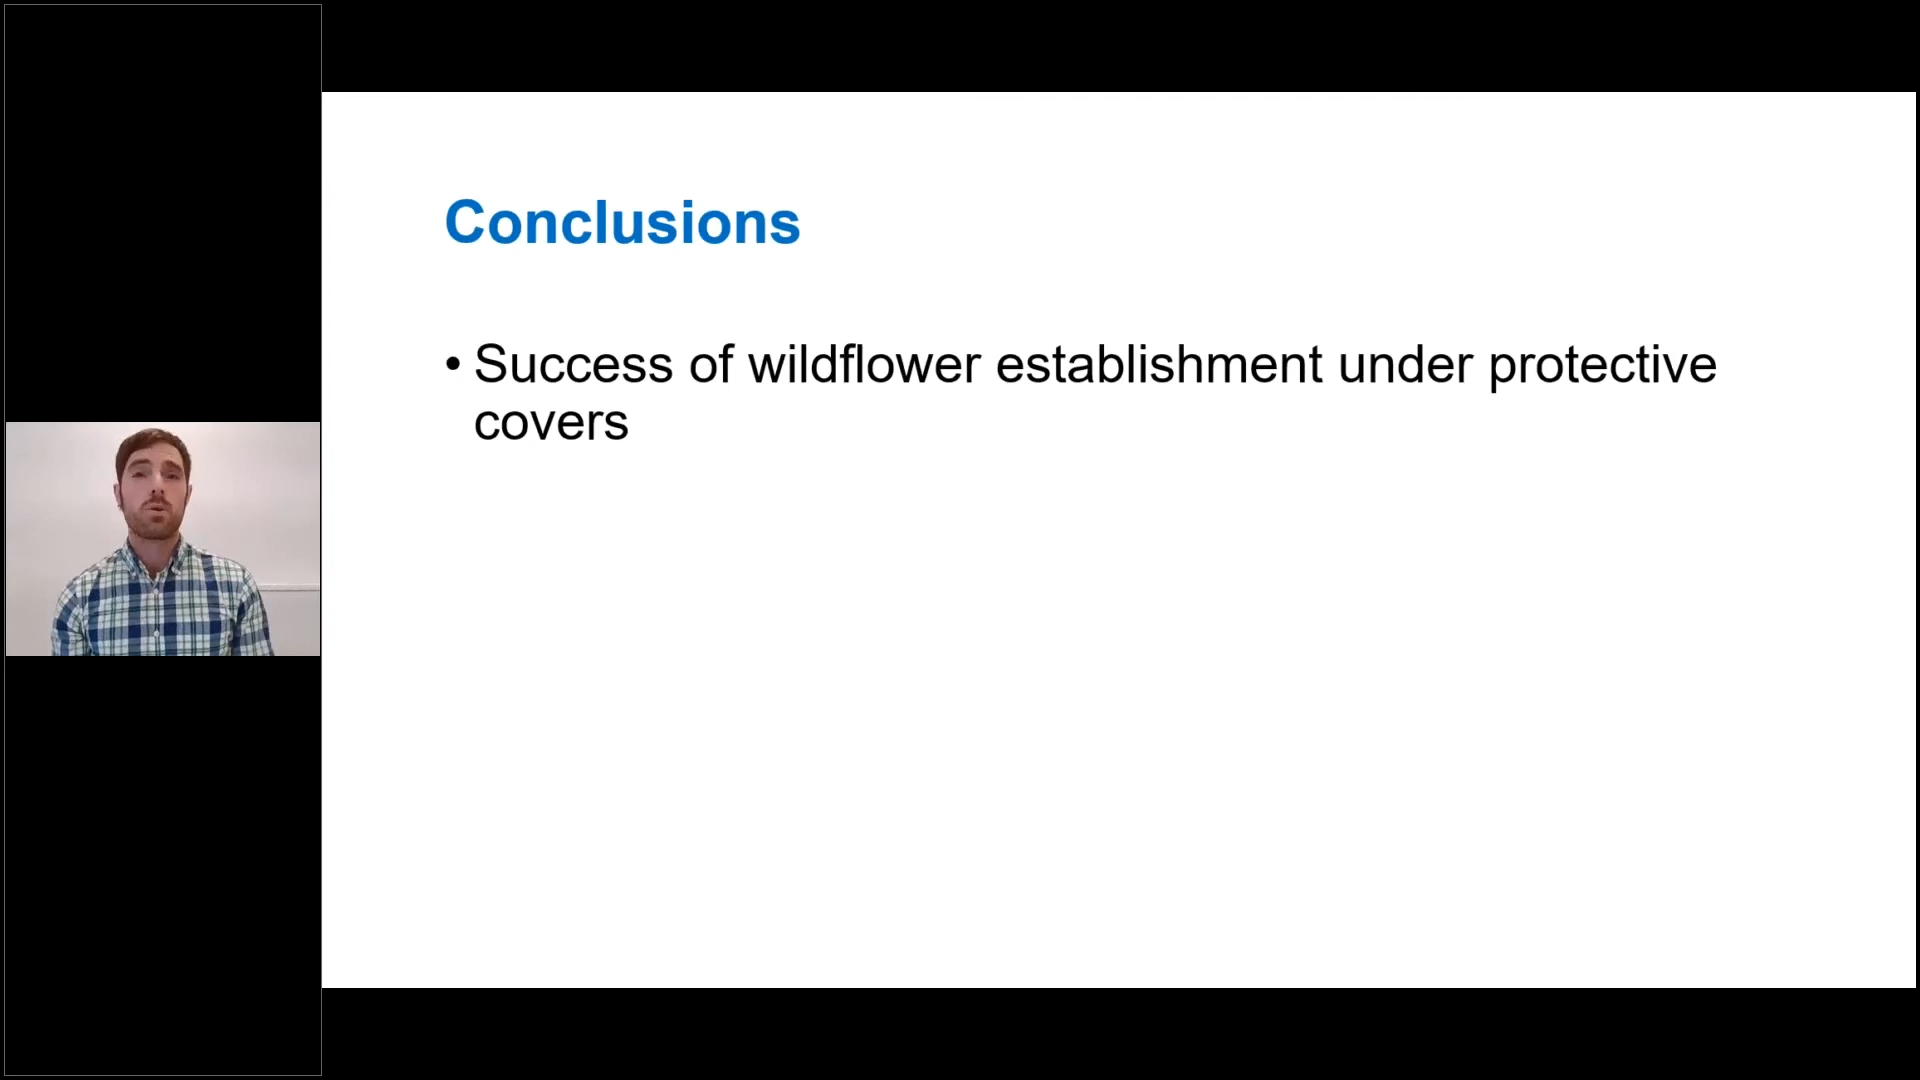 Conclusions
• Success of wildflower establishment under protective
covers